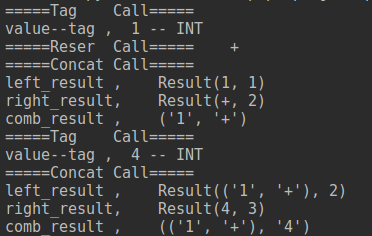 =====Tag    Call=====
value--tag ,  1 -- INT
=====Reser  Call=====    +
=====Concat Call=====
left_result ,    Result(1, 1)
right_result,    Result(+, 2)
comb_result ,    ('1', '+')
=====Tag    Call=====
value--tag ,  4 -- INT
=====Concat Call=====
left_result ,    Result(('1', '+'), 2)
right_result,    Result(4, 3)
comb_result ,    (('1', '+'), '4')